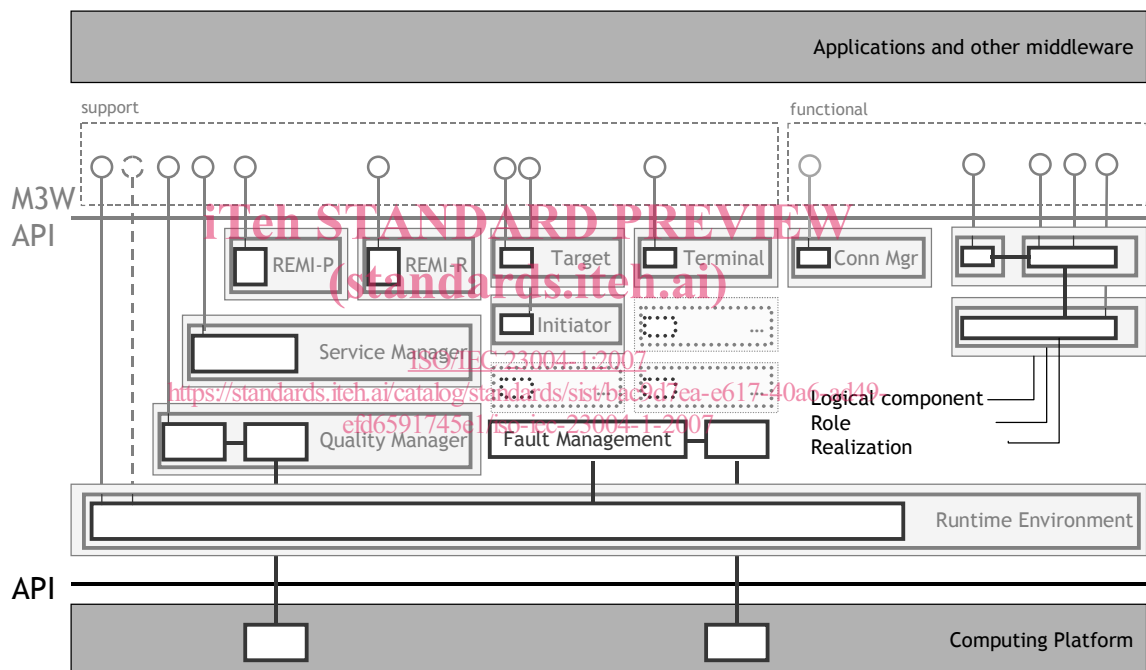 Applications and other middleware
support
functional
M3W
API
iTeh STANDARD PREVIEW
(standards.iteh.ai)
REMI-P
REMI-R
Target
Terminal
Conn Mgr
Initiator
...
Service Manager
ISO/IEC 23004-1:2007
https://standards.iteh.ai/catalog/standards/sist/bac9d7ea-e617-40a6-ad49-
efd6591745e1/iso-iec-23004-1-2007
...
...
Logical component
Role
Realization
Quality Manager
Fault Management
Runtime Environment
API
Computing Platform